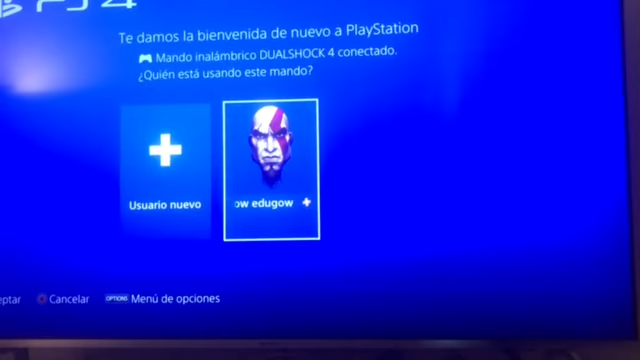 PS4
Te damos la bienvenida de nuevo a PlayStation
Mando inalámbrico DUALSHOCK 4 conectado.
¿Quién está usando este mando?
Usuario nuevo
ow edugow
eptar Cancelar OPTIONS Menú de opciones